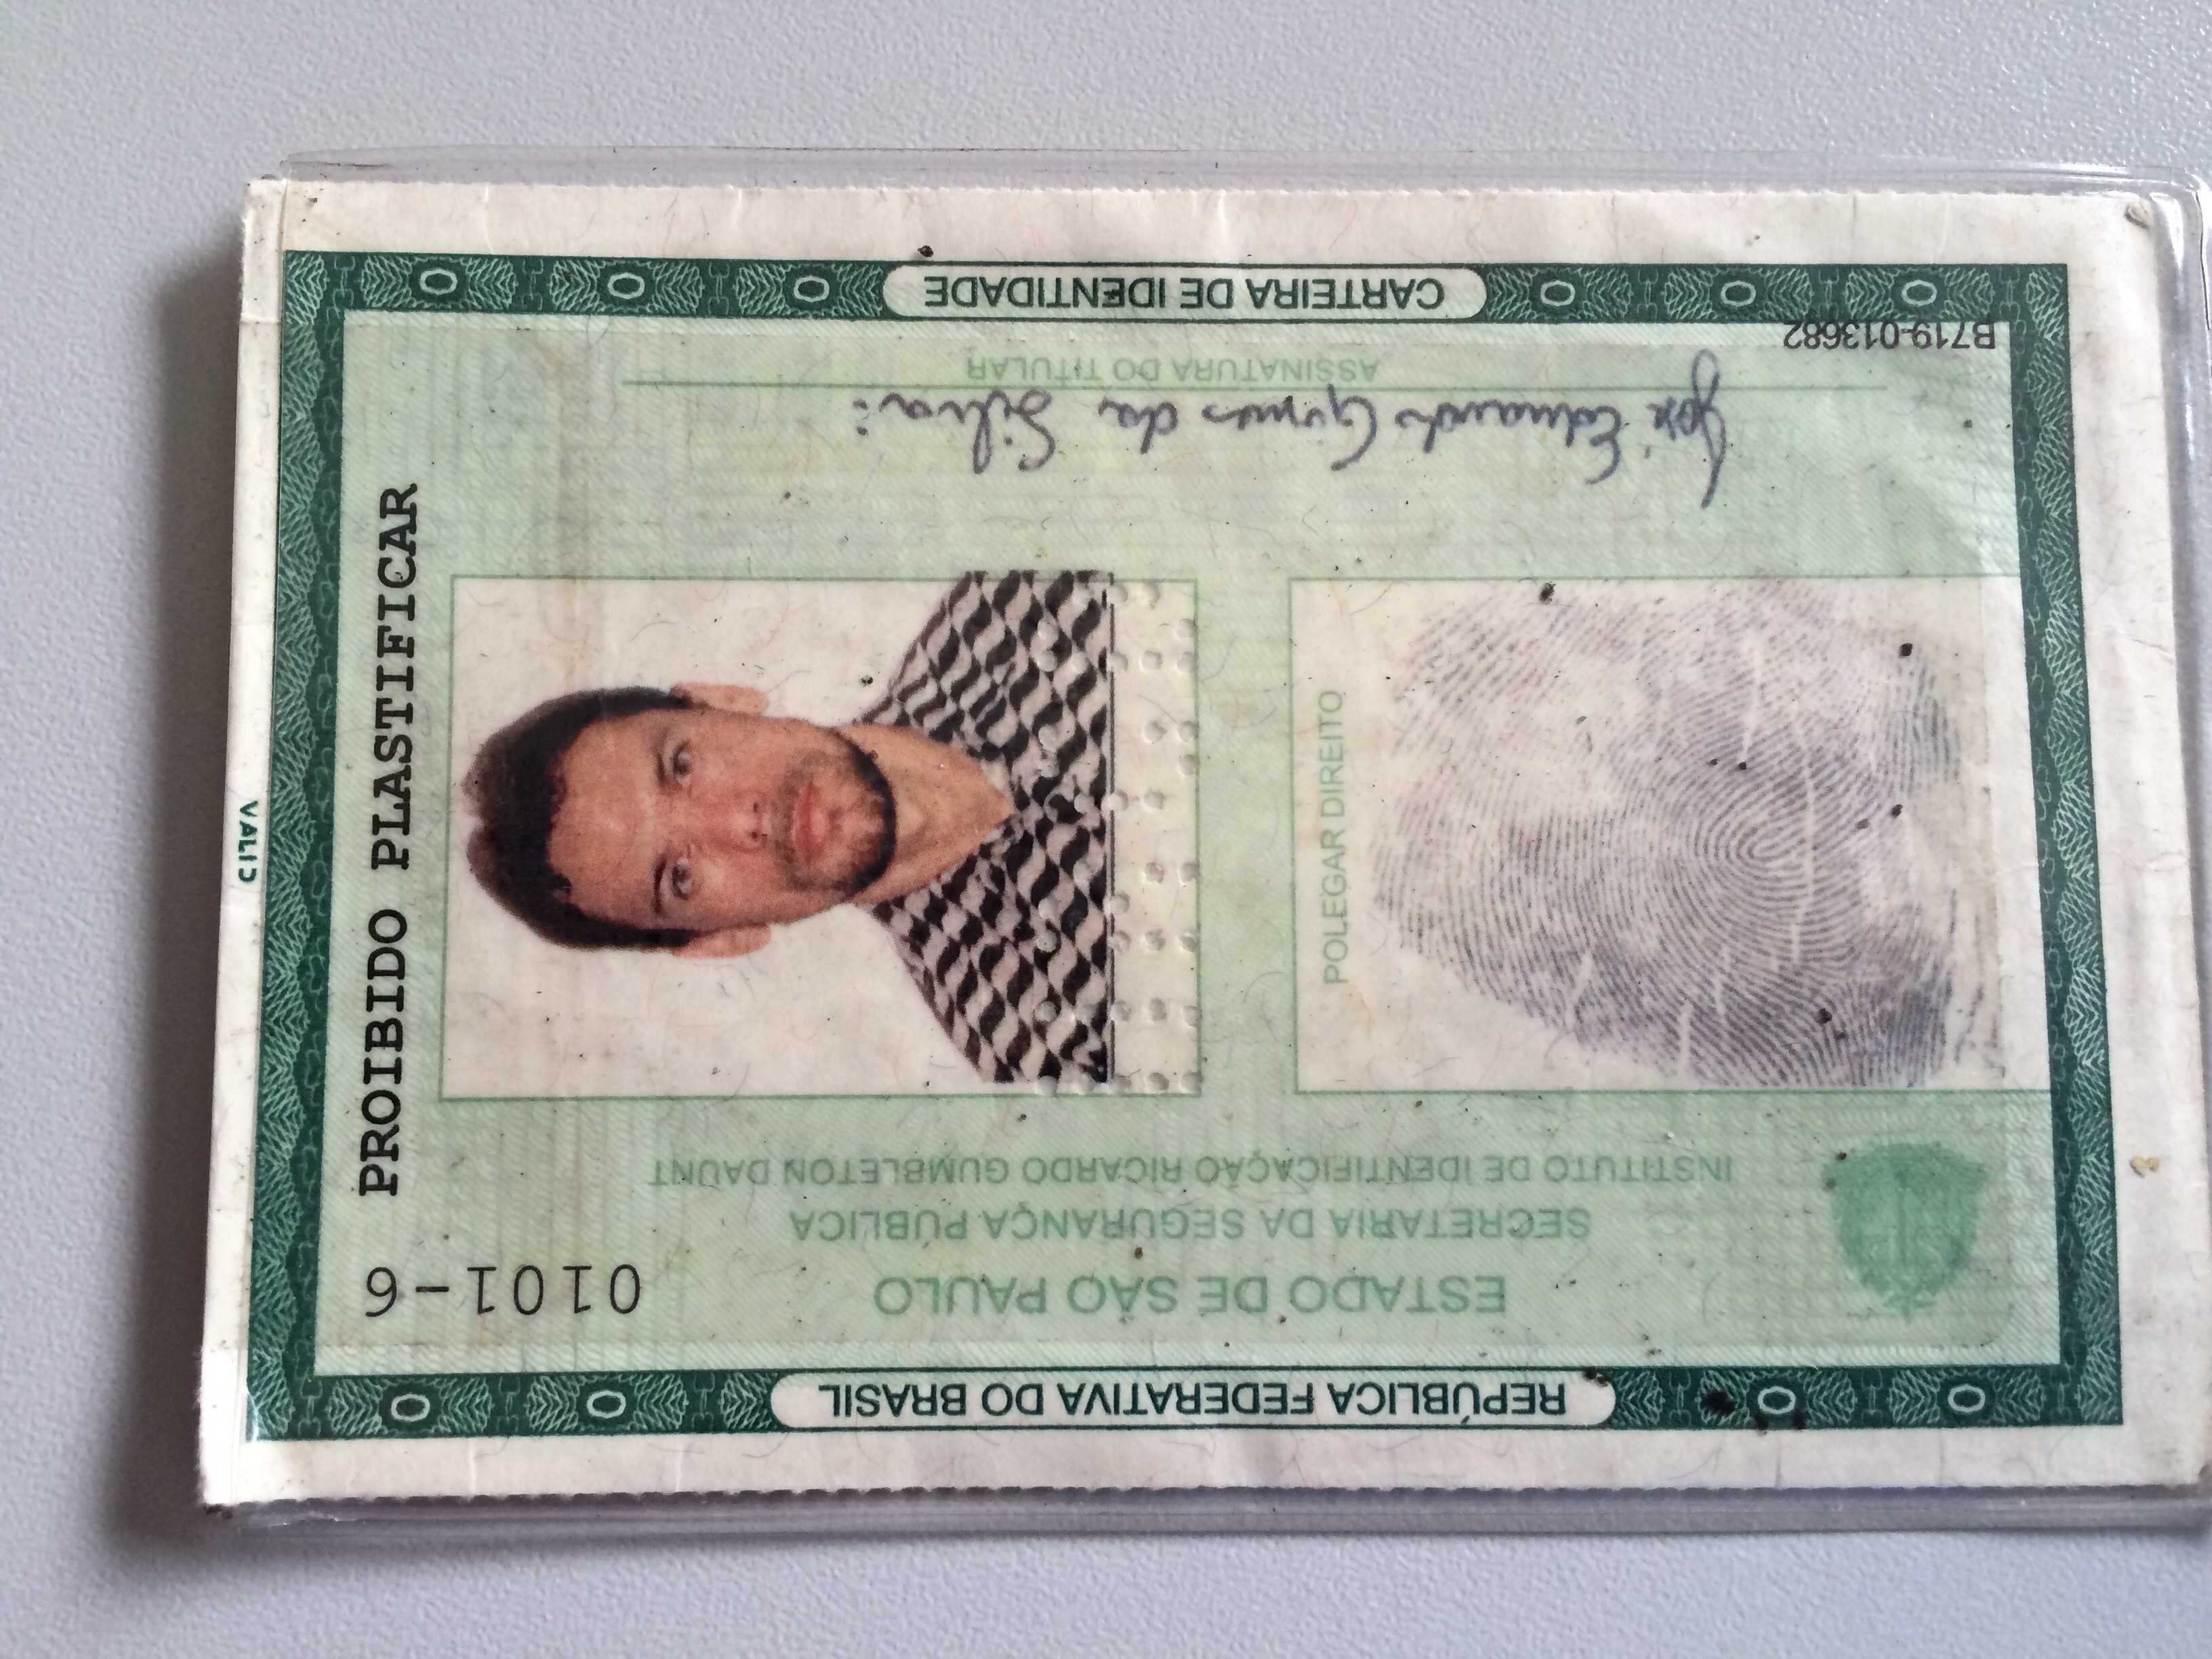 VALID
REPÚBLICA FEDERATIVA DO BRASIL
ESTADO DE SÃO PAULO
0101-6
SECRETARIA DA SEGURANÇA PÚBLICA
INSTITUTO DE IDENTIFICAÇÃO RICARDO GUMBLETON DAUNT
PROIBIDO PLASTIFICAR
POLEGAR DIREITO
José Eduardo Gomes da Silva
ASSINATURA DO TITULAR
B719-013682
CARTEIRA DE IDENTIDADE